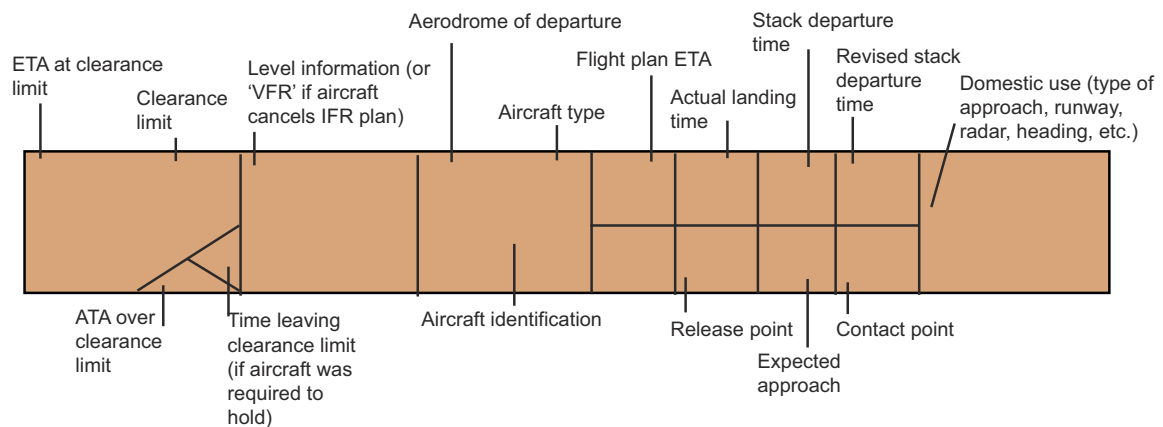 ETA at clearance
limit
Clearance
limit
Level information (or
‘VFR’ if aircraft
cancels IFR plan)
Aerodrome of departure
Aircraft type
Flight plan ETA
Actual landing
time
Stack departure
time
Revised stack
departure
time
Domestic use (type of
approach, runway,
radar, heading, etc.)
ATA over
clearance
limit
Time leaving
clearance limit
(if aircraft was
required to
hold)
Aircraft identification
Release point
Expected
approach
Contact point